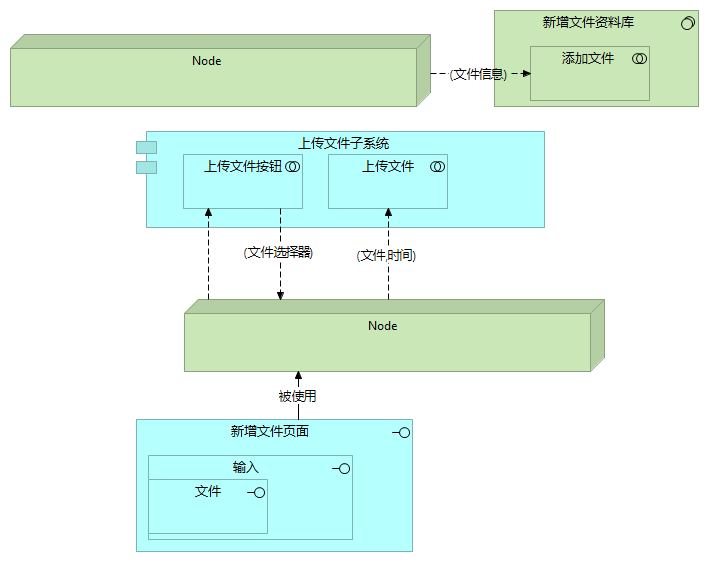 新增文件资料库
Node
添加文件
(文件信息)
上传文件子系统
上传文件按钮
上传文件
(文件选择器)
(文件,时间)
Node
被使用
新增文件页面
输入
文件